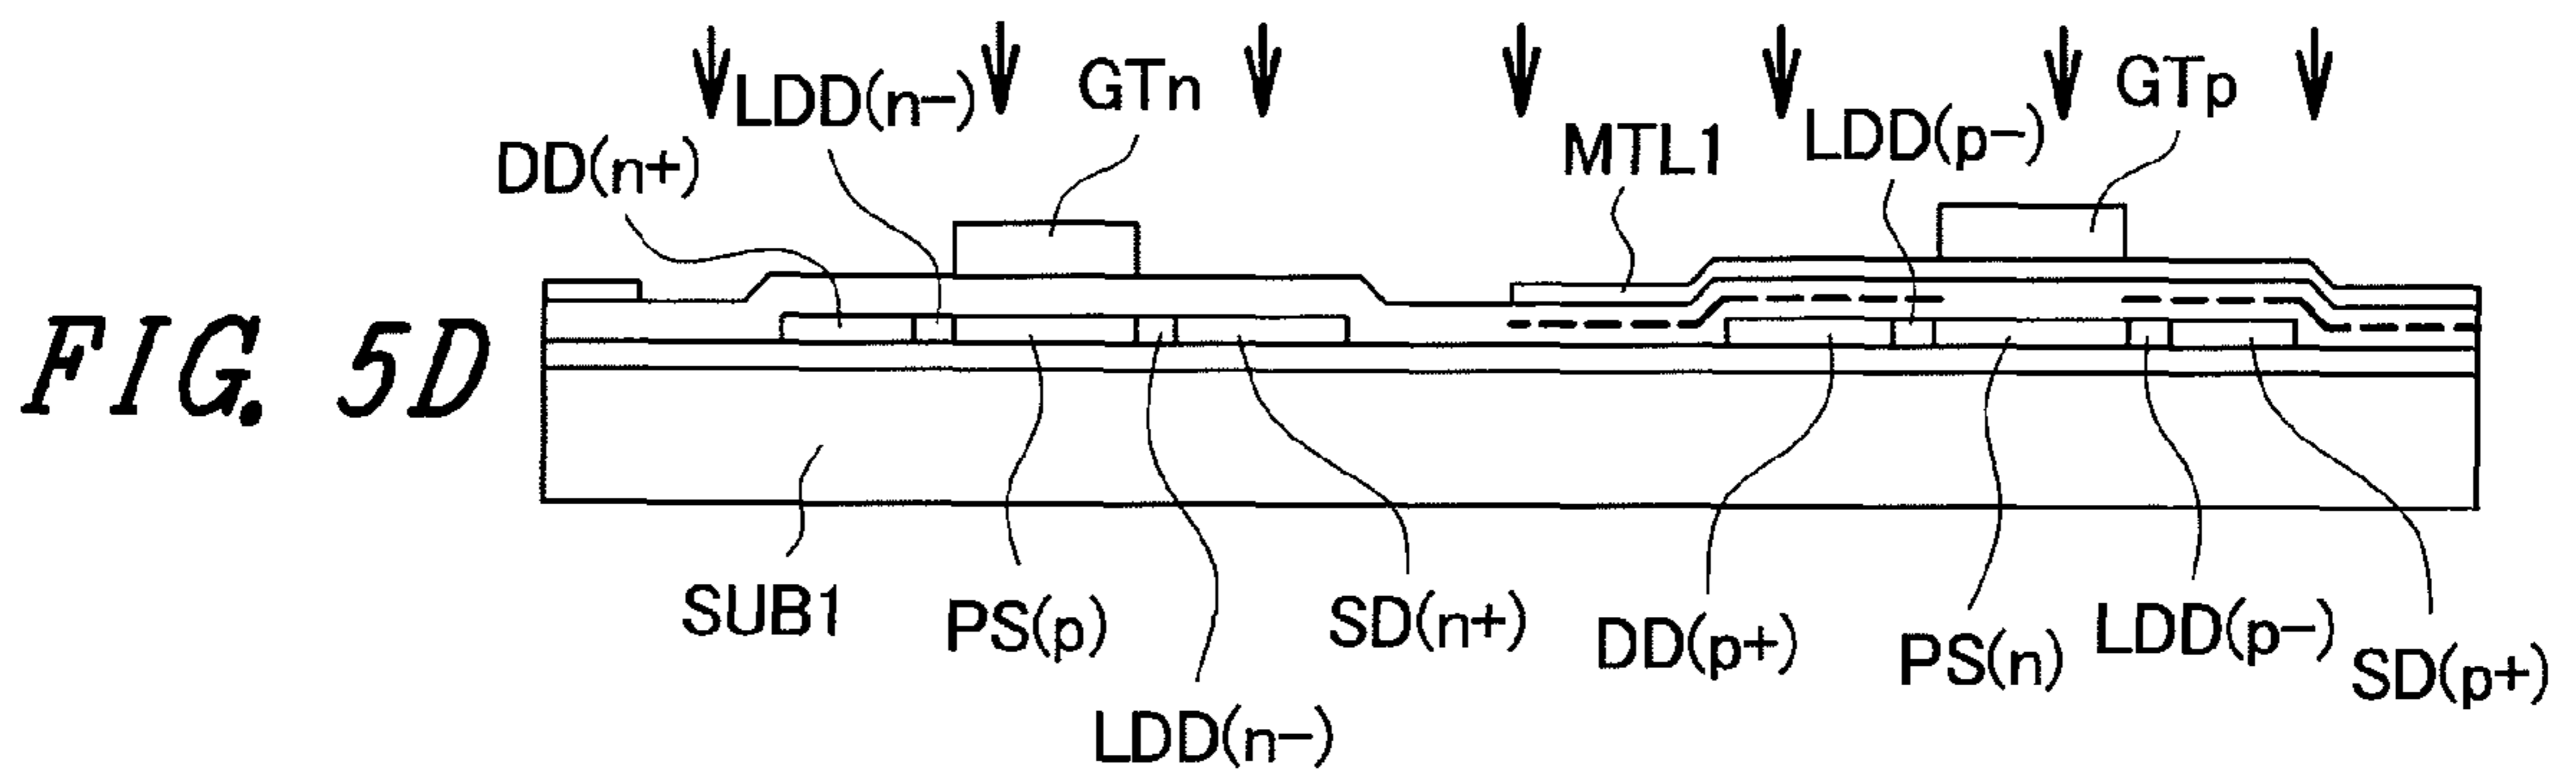 LDD(n-)
GTn
GTp
DD(n+)
MTL1
LDD(p-)
FIG. 5D
SUB1
PS(p)
SD(n+)
DD(p+)
PS(n)
LDD(p-)
SD(p+)
LDD(n-)